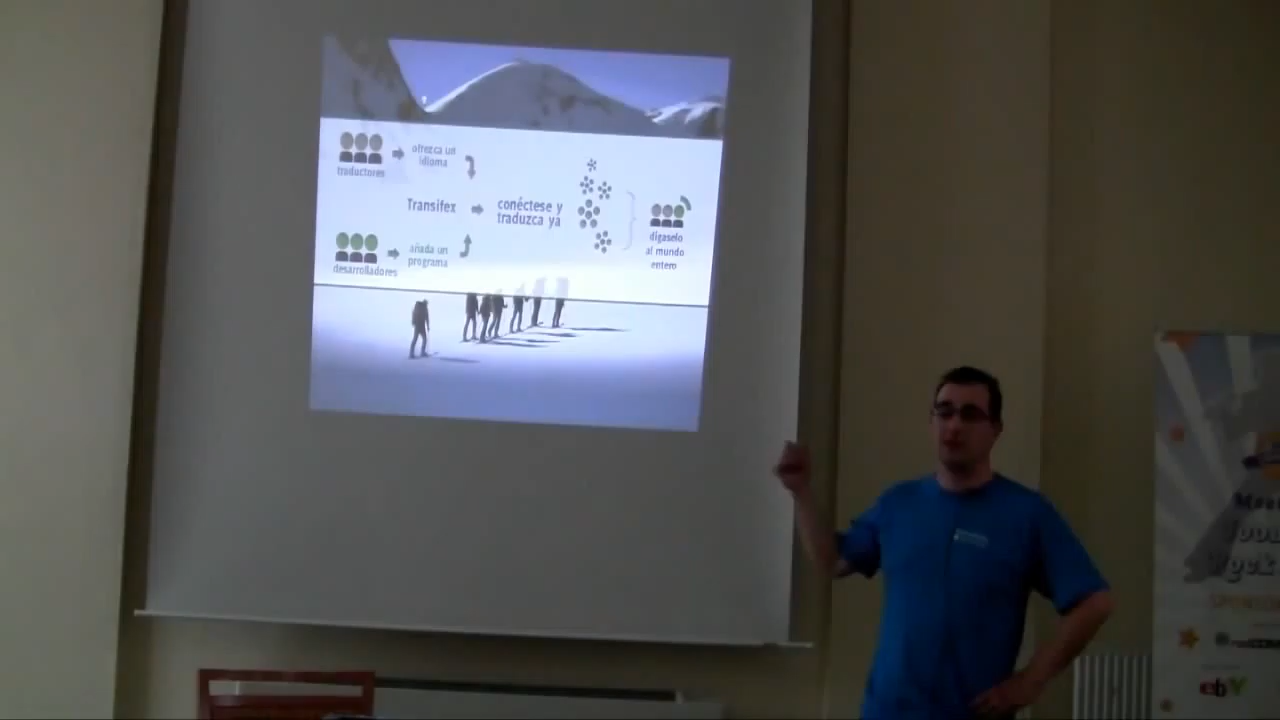 traductores
ofrezca un
idioma
Transifex
conéctese y
traduzca ya
desarrolladores
añada un
programa
dígaselo
al mundo
entero
ebY